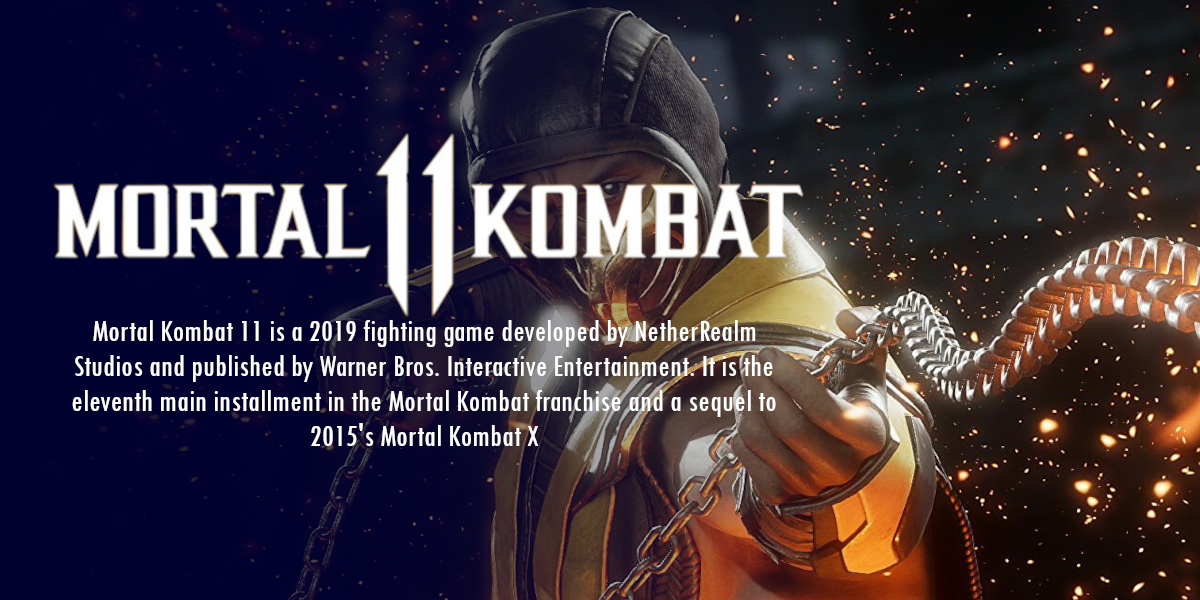 MORTAL 11 KOMBAT
Mortal Kombat 11 is a 2019 fighting game developed by NetherRealm
Studios and published by Warner Bros. Interactive Entertainment. It is the
eleventh main installment in the Mortal Kombat franchise and a sequel to
2015's Mortal Kombat X